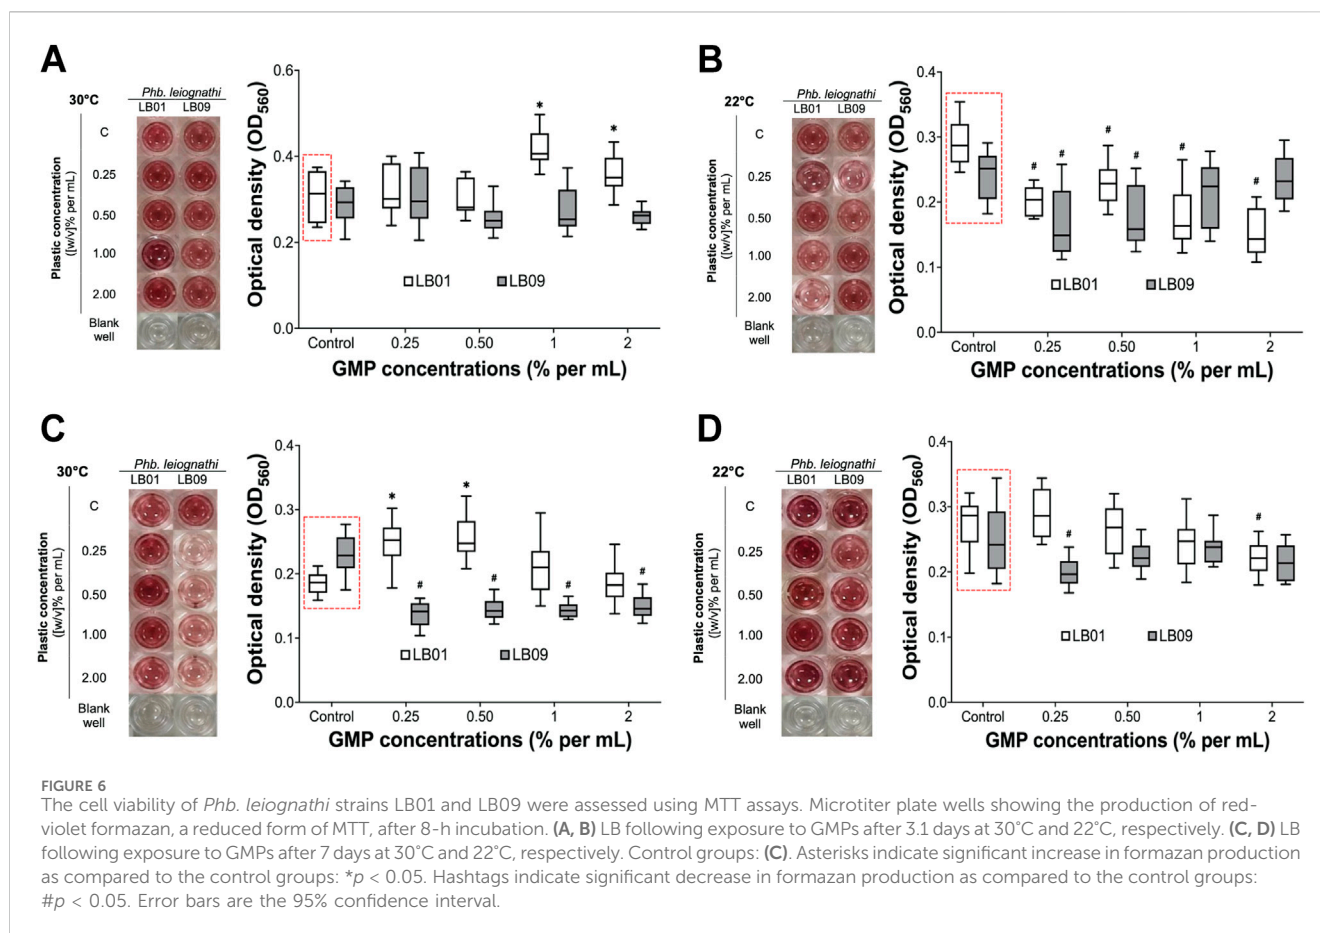 A
30°C
Phb. leiognathi
LB01 LB09
Plastic concentration
([w/v]% per mL)
C
0.25
0.50
1.00
2.00
Blank
well
Optical density (OD560)
0.6
0.4
0.2
0.0
* *
LB01 LB09
Control 0.25 0.50 1 2
GMP concentrations (% per mL)
B
22°C
Phb. leiognathi
LB01 LB09
Plastic concentration
([w/v]% per mL)
C
0.25
0.50
1.00
2.00
Blank
well
Optical density (OD560)
0.4
0.3
0.2
0.1
0.0
# # # # # #
LB01 LB09
Control 0.25 0.50 1 2
GMP concentrations (% per mL)
C
30°C
Phb. leiognathi
LB01 LB09
Plastic concentration
([w/v]% per mL)
C
0.25
0.50
1.00
2.00
Blank
well
Optical density (OD560)
0.4
0.3
0.2
0.1
0.0
* # * # # #
LB01 LB09
Control 0.25 0.50 1 2
GMP concentrations (% per mL)
D
22°C
Phb. leiognathi
LB01 LB09
Plastic concentration
([w/v]% per mL)
C
0.25
0.50
1.00
2.00
Blank
well
Optical density (OD560)
0.4
0.3
0.2
0.1
0.0
# #
LB01 LB09
Control 0.25 0.50 1 2
GMP concentrations (% per mL)
FIGURE 6
The cell viability of Phb. leiognathi strains LB01 and LB09 were assessed using MTT assays. Microtiter plate wells showing the production of red-
violet formazan, a reduced form of MTT, after 8-h incubation. (A, B) LB following exposure to GMPs after 3.1 days at 30°C and 22°C, respectively. (C, D) LB
following exposure to GMPs after 7 days at 30°C and 22°C, respectively. Control groups: (C). Asterisks indicate significant increase in formazan production
as compared to the control groups: *p < 0.05. Hashtags indicate significant decrease in formazan production as compared to the control groups:
#p < 0.05. Error bars are the 95% confidence interval.